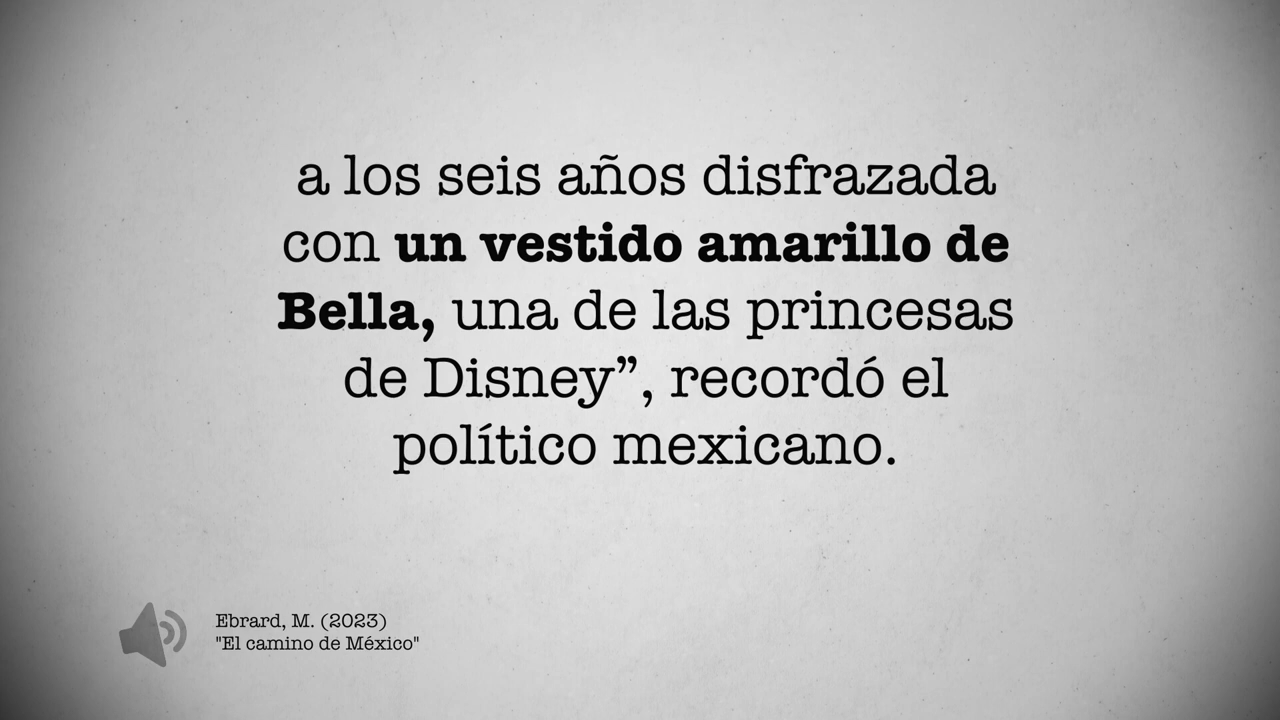 a los seis años disfrazada
con un vestido amarillo de
Bella, una de las princesas
de Disney”, recordó el
político mexicano.
Ebrard, M. (2023)
"El camino de México"